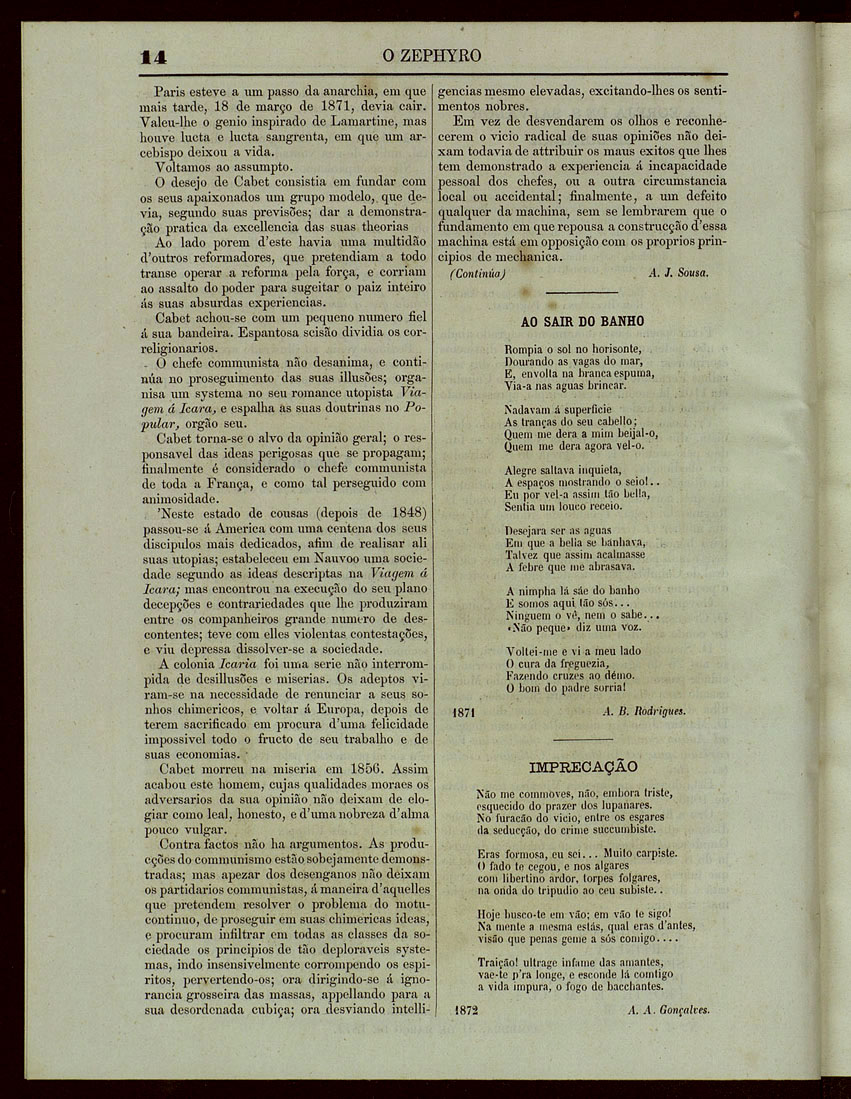 14
O ZEPHYRO
Paris esteve a um passo da anarchia, em que
mais tarde, 18 de março de 1871, devia cair.
Valeu-lhe o genio inspirado de Lamartine, mas
houve lucta e lucta sangrenta, em que um ar-
cebispo deixou a vida.
Voltamos ao assumpto.
O desejo de Cabet consistia em fundar com
os seus apaixonados um grupo modelo, que de-
via, segundo suas previsões; dar a demonstra-
ção pratica da excellencia das suas theorias
Ao lado porem d'este havia uma multidão
d'outros reformadores, que pretendiam a todo
transe operar a reforma pela força, e corriam
ao assalto do poder para sugeitar o paiz inteiro
ás suas absurdas experiencias.
Cabet achou-se com um pequeno numero fiel
á sua bandeira. Espantosa scisão dividia os cor-
religionarios.
O chefe communista não desanima, e conti-
núa no proseguimento das suas illusões; orga-
nisa um systema no seu romance utopista Via-
gem á Icara, e espalha as suas doutrinas no Po-
pular, orgão seu.
Cabet torna-se o alvo da opinião geral; o res-
ponsavel das ideas perigosas que se propagam;
finalmente é considerado o chefe communista
de toda a França, e como tal perseguido com
animosidade.
'Neste estado de cousas (depois de 1848)
passou-se á America com uma centena dos seus
discipulos mais dedicados, afim de realisar ali
suas utopias; estabeleceu em Nauvoo uma socie-
dade segundo as ideas descriptas na Viagem á
Icara; mas encontrou na execução do seu plano
decepções e contrariedades que lhe produziram
entre os companheiros grande numero de des-
contentes; teve com elles violentas contestações,
e viu depressa dissolver-se a sociedade.
A colonia Icaria foi uma serie não interrom-
pida de desillusões e miserias. Os adeptos vi-
ram-se na necessidade de renunciar a seus so-
nhos chimericos, e voltar á Europa, depois de
terem sacrificado em procura d'uma felicidade
impossivel todo o fructo de seu trabalho e de
suas economias.
Cabet morreu na miseria em 1856. Assim
acabou este homem, cujas qualidades moraes os
adversarios da sua opinião não deixam de elo-
giar como leal, honesto, e d'uma nobreza d'alma
pouco vulgar.
Contra factos não ha argumentos. As produ-
cções do communismo estão sobejamente demons-
tradas; mas apezar dos desenganos não deixam
os partidarios communistas, á maneira d'aquelles
que pretendem resolver o problema do motu-
continuo, de proseguir em suas chimericas ideas,
e procuram infiltrar em todas as classes da so-
ciedade os principios de tão deploraveis syste-
mas, indo insensivelmente corrompendo os espi-
ritos, pervertendo-os; ora dirigindo-se á igno-
rancia grosseira das massas, appellando para a
sua desordenada cubiça; ora desviando intelli-
gencias mesmo elevadas, excitando-lhes os senti-
mentos nobres.
Em vez de desvendarem os olhos e reconhe-
cerem o vicio radical de suas opiniões não dei-
xam todavia de attribuir os maus exitos que lhes
tem demonstrado a experiencia á incapacidade
pessoal dos chefes, ou a outra circumstancia
local ou accidental; finalmente, a um defeito
qualquer da machina, sem se lembrarem que o
fundamento em que repousa a construcção d'essa
machina está em opposição com os proprios prin-
cipios de mechanica.
(Continúa) A. J. Sousa.
AO SAIR DO BANHO
Rompia o sol no horisonte,
Dourando as vagas do mar,
E, envolta na branca espuma,
Via-a nas aguas brincar.
Nadavam á superficie
As tranças do seu cabello;
Quem me dera a mim beijal-o,
Quem me dera agora vel-o.
Alegre saltava inquieta,
A espaços mostrando o seio!..
Eu por vel-a assim tão bella,
Sentia um louco receio.
Desejara ser as aguas
Em que a bella se banhava,
Talvez que assim acalmasse
A febre que me abrasava.
A nimpha lá sáe do banho
E somos aqui tão sós...
Ninguem o vê, nem o sabe...
«Não peque» diz uma voz.
Voltei-me e vi a meu lado
O cura da freguezia,
Fazendo cruzes ao démo.
O bom do padre sorria!
1871 A. B. Rodrigues.
IMPRECAÇÃO
Não me commoves, não, embora triste,
esquecido do prazer dos lupanares.
No furacão do vicio, entre os esgares
da seducção, do crime succumbiste.
Eras formosa, eu sei... Muito carpiste.
O fado te cegou, e nos algares
com libertino ardor, torpes folgares,
na onda do tripudio ao ceu subiste..
Hoje busco-te em vão; em vão te sigo!
Na mente a mesma estás, qual eras d'antes,
visão que penas geme a sós comigo....
Traição! ultrage infame das amantes,
vae-te p'ra longe, e esconde lá comtigo
a vida impura, o fogo de bacchantes.
1872 A. A. Gonçalves.